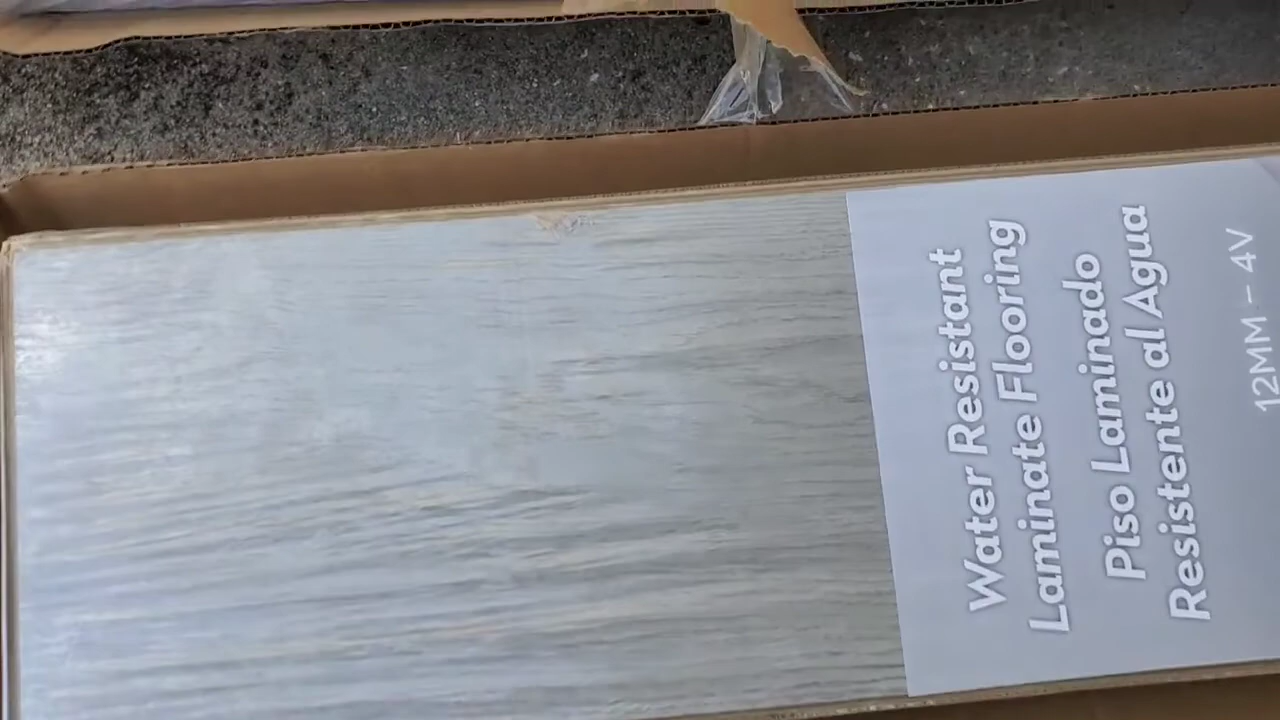 Water Resistant
Laminate Flooring
Piso Laminado
Resistente al Agua
12MM – 4V